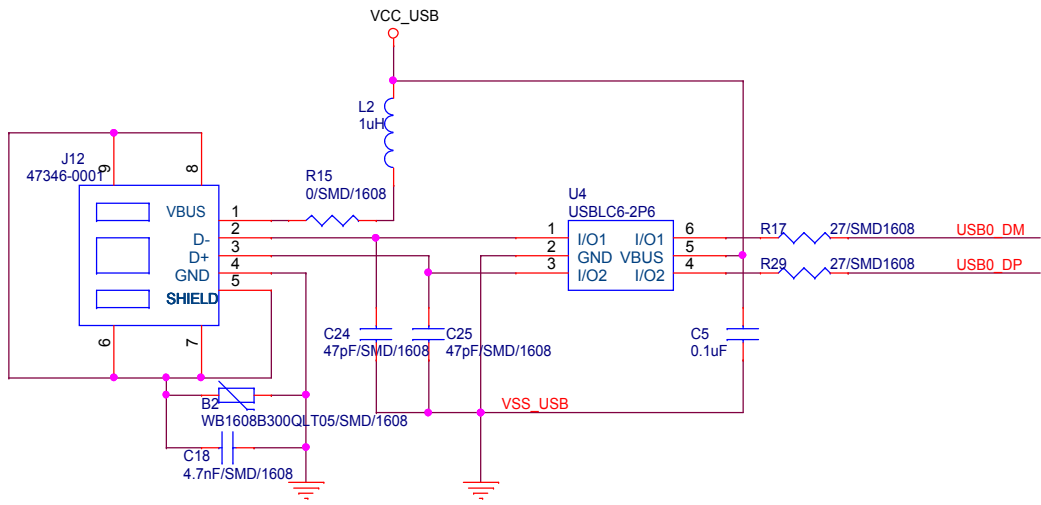 VCC_USB
L2
1uH
J12
47346-0001
9
8
R15
0/SMD/1608
U4
USBLC6-2P6
VBUS 1
D- 2
D+ 3
GND 4
SHIELD 5
6
7
1 I/O1 I/O1 6
2 GND VBUS 5
3 I/O2 I/O2 4
R17 27/SMD1608 USB0_DM
R29 27/SMD1608 USB0_DP
C24
47pF/SMD/1608
C25
47pF/SMD/1608
C5
0.1uF
B2
WB1608B300QLT05/SMD/1608
VSS_USB
C18
4.7nF/SMD/1608